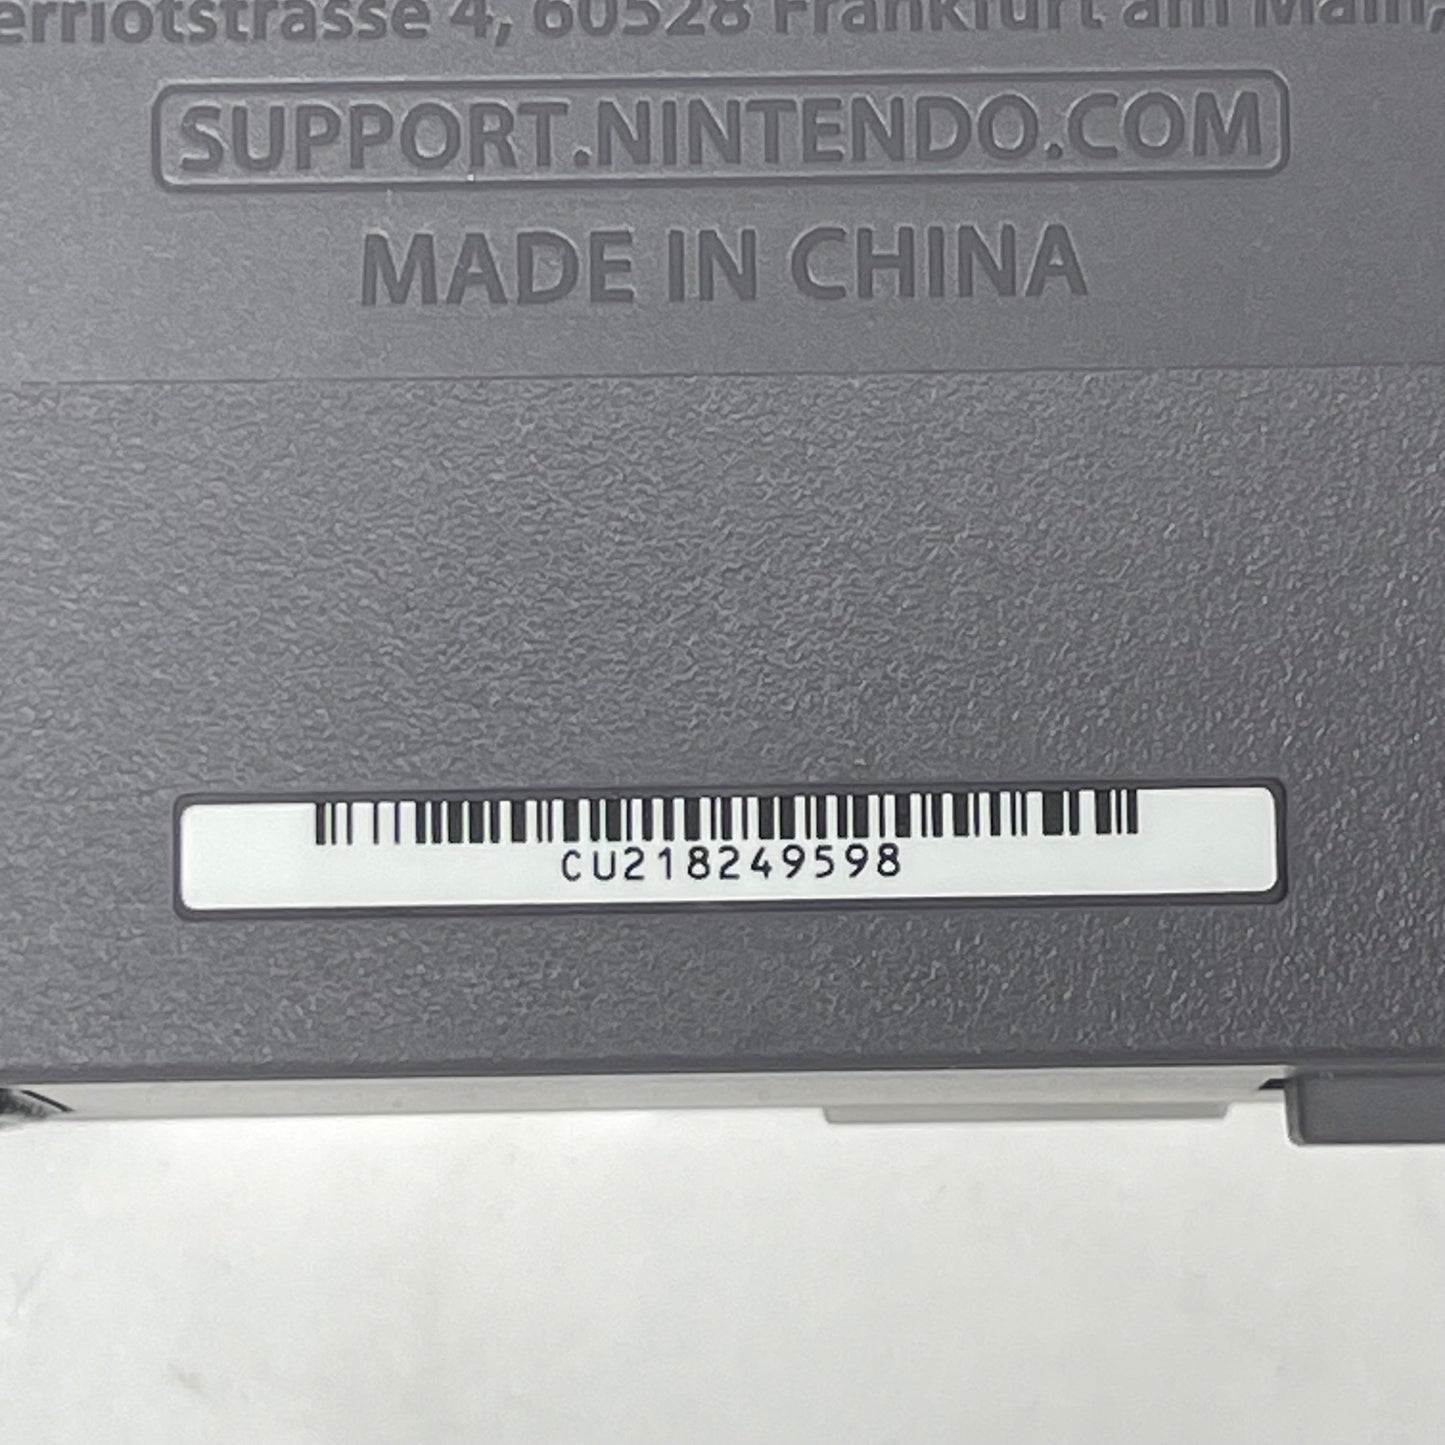 erriotstrasse 4, 60528 Frankfurt am Main,
SUPPORT.NINTENDO.COM
MADE IN CHINA
CU218249598